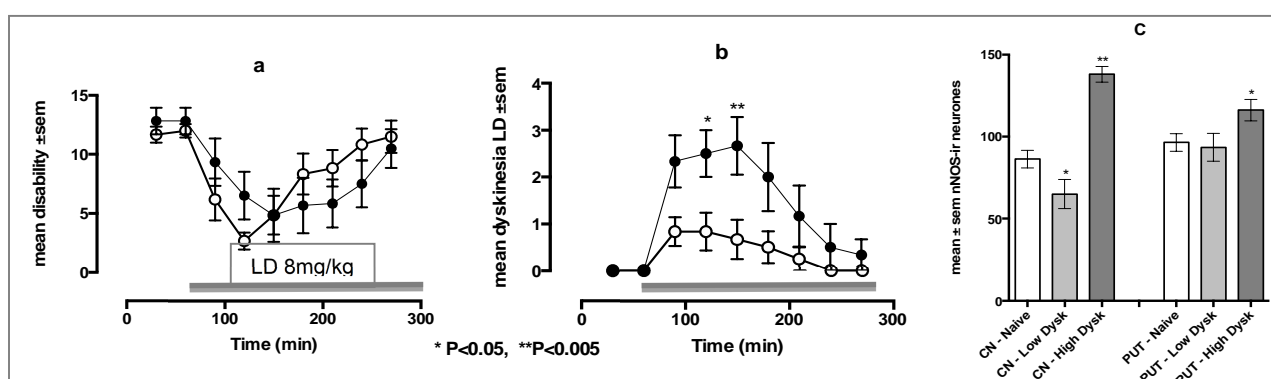 a
mean disability ±sem
15
10
5
0
LD 8mg/kg
0
100
200
300
Time (min)
b
mean dyskinesia LD ±sem
4
3
2
1
0
*
**
0
100
200
300
Time (min)
* P<0.05, **P<0.005
C
mean ± sem nNOS-ir neurones
150
100
50
0
*
**
*
CN - Naive
CN - Low Dysk
CN - High Dysk
PUT - Naive
PUT - Low Dysk
PUT - High Dysk